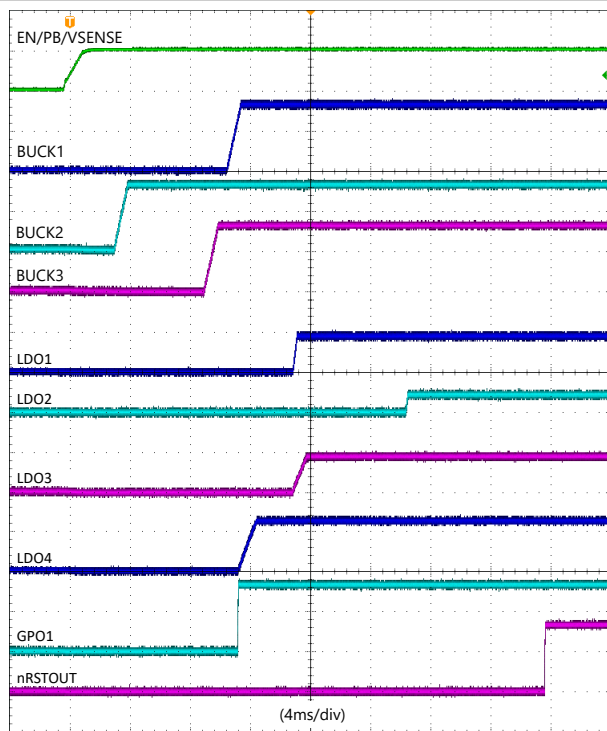 T
EN/PB/VSENSE
BUCK1
BUCK2
BUCK3
LDO1
LDO2
LDO3
LDO4
GPO1
nRSTOUT
(4ms/div)